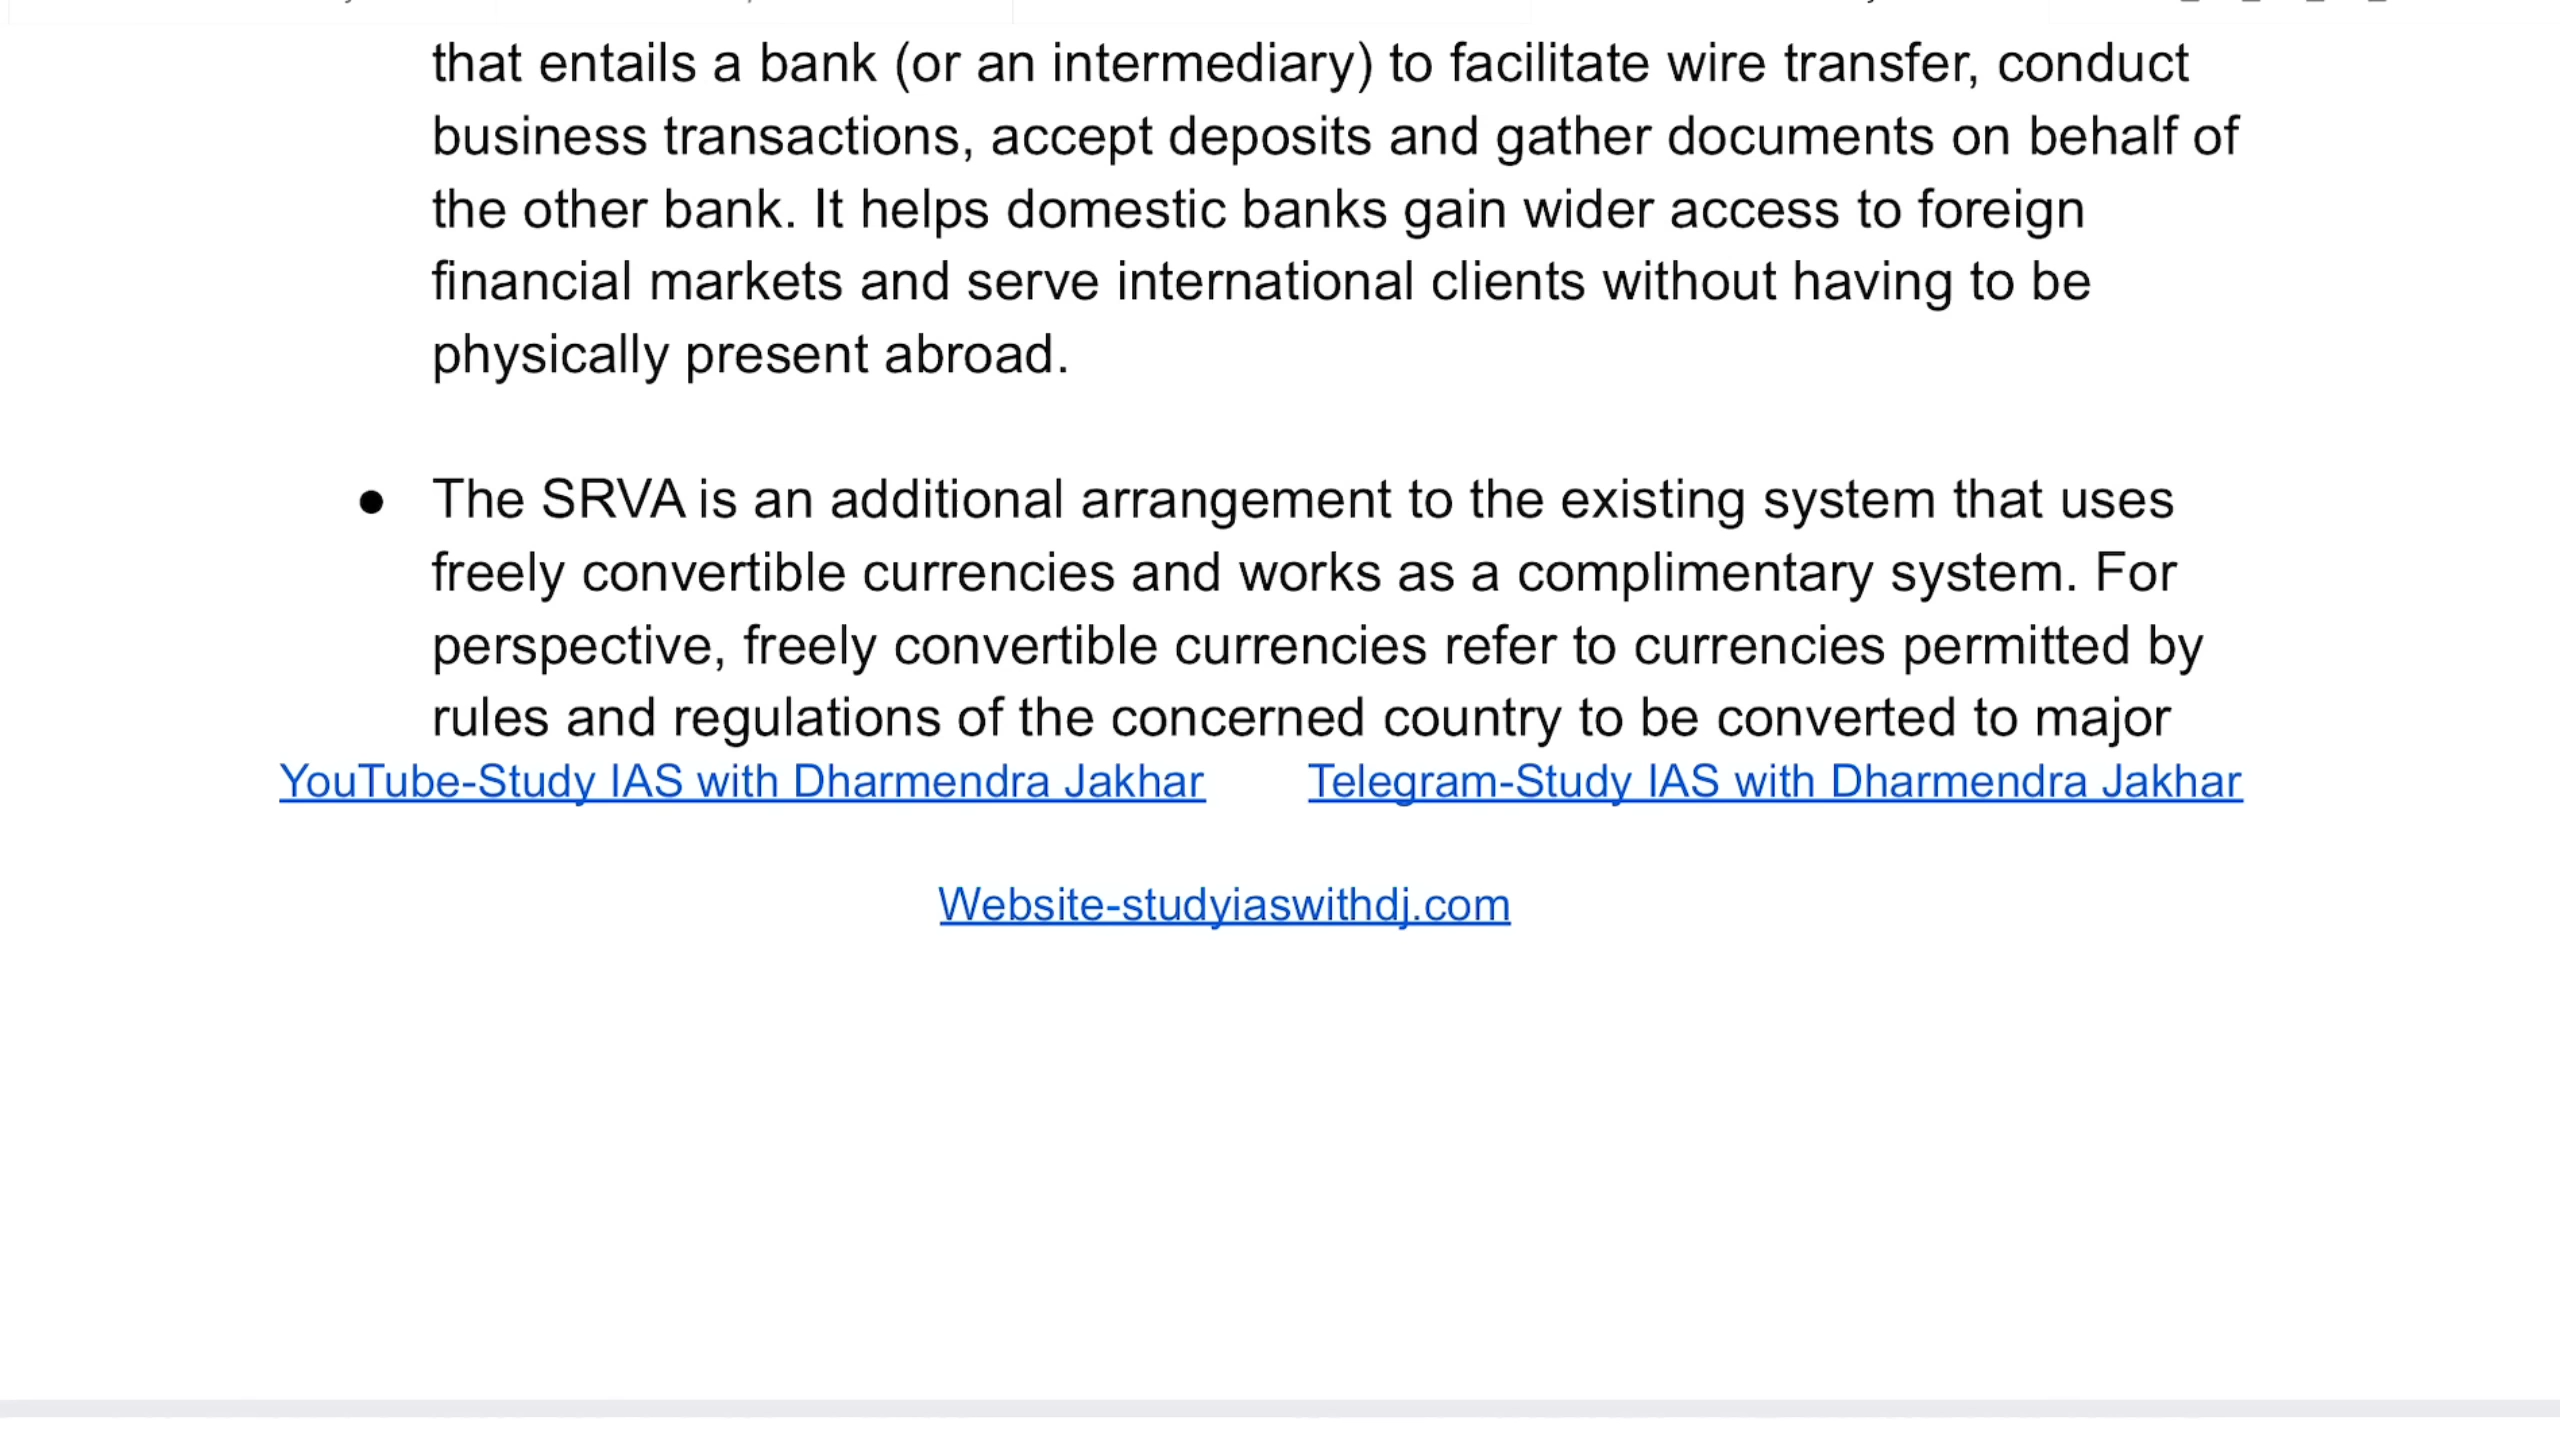 that entails a bank (or an intermediary) to facilitate wire transfer, conduct
business transactions, accept deposits and gather documents on behalf of
the other bank. It helps domestic banks gain wider access to foreign
financial markets and serve international clients without having to be
physically present abroad.
● The SRVA is an additional arrangement to the existing system that uses
freely convertible currencies and works as a complimentary system. For
perspective, freely convertible currencies refer to currencies permitted by
rules and regulations of the concerned country to be converted to major
YouTube-Study IAS with Dharmendra Jakhar Telegram-Study IAS with Dharmendra Jakhar
Website-studyiaswithdj.com